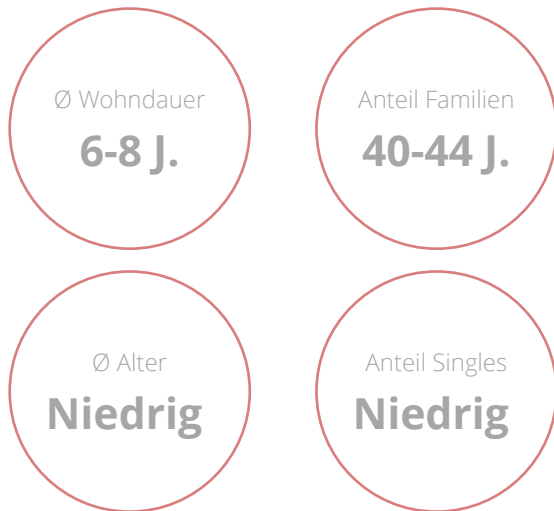 Ø Wohndauer
6-8 J.
Anteil Familien
40-44 J.
Ø Alter
Niedrig
Anteil Singles
Niedrig